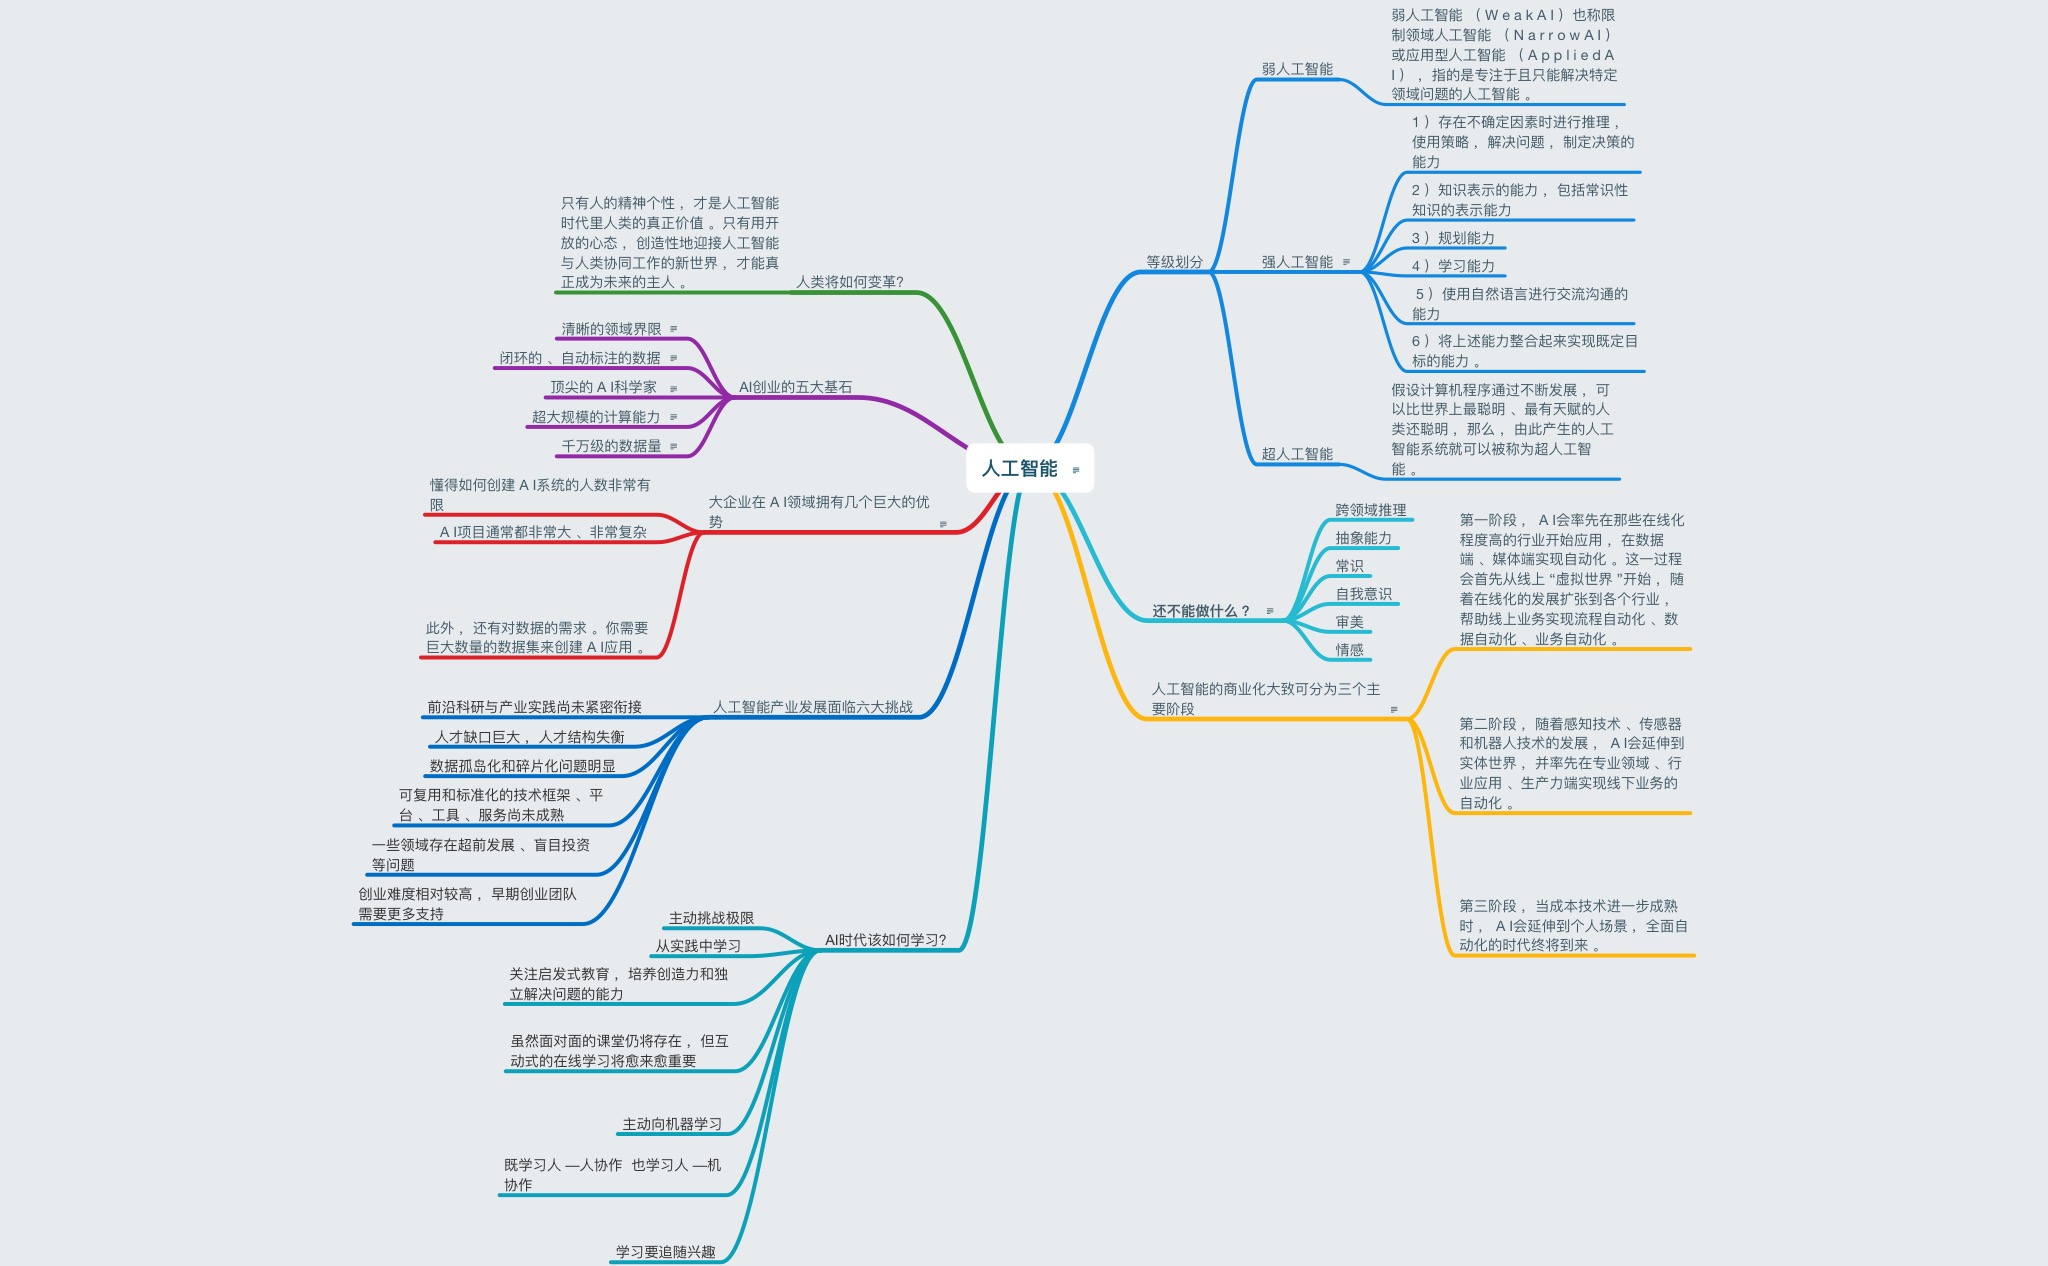 人工智能
等级划分
弱人工智能
弱人工智能 （WeakAI）也称限
制领域人工智能 （NarrowAI）
或应用型人工智能 （AppliedA
I），指的是专注于且只能解决特定
领域问题的人工智能 。
强人工智能
1 ）存在不确定因素时进行推理 ，
使用策略 ，解决问题 ，制定决策的
能力
2 ）知识表示的能力 ，包括常识性
知识的表示能力
3 ）规划能力
4 ）学习能力
5 ）使用自然语言进行交流沟通的
能力
6 ）将上述能力整合起来实现既定目
标的能力 。
超人工智能
假设计算机程序通过不断发展 ，可
以比世界上最聪明 、最有天赋的人
类还聪明 ，那么 ，由此产生的人工
智能系统就可以被称为超人工智
能 。
还不能做什么 ?
跨领域推理
抽象能力
常识
自我意识
审美
情感
人工智能的商业化大致可分为三个主
要阶段
第一阶段 ， A I会率先在那些在线化
程度高的行业开始应用 ，在数据
端 、媒体端实现自动化 。这一过程
会首先从线上 “虚拟世界 ”开始 ，随
着在线化的发展扩张到各个行业 ，
帮助线上业务实现流程自动化 、数
据自动化 、业务自动化 。
第二阶段 ，随着感知技术 、传感器
和机器人技术的发展 ， A I会延伸到
实体世界 ，并率先在专业领域 、行
业应用 、生产力端实现线下业务的
自动化 。
第三阶段 ，当成本技术进一步成熟
时 ， A I会延伸到个人场景 ，全面自
动化的时代终将到来 。
人类将如何变革?
只有人的精神个性 ，才是人工智能
时代里人类的真正价值 。只有用开
放的心态 ，创造性地迎接人工智能
与人类协同工作的新世界 ，才能真
正成为未来的主人 。
AI创业的五大基石
清晰的领域界限
闭环的 、自动标注的数据
顶尖的 A I科学家
超大规模的计算能力
千万级的数据量
大企业在 A I领域拥有几个巨大的优
势
懂得如何创建 A I系统的人数非常有
限
A I项目通常都非常大 、非常复杂
此外 ，还有对数据的需求 。你需要
巨大数量的数据集来创建 A I应用 。
人工智能产业发展面临六大挑战
前沿科研与产业实践尚未紧密衔接
人才缺口巨大 ，人才结构失衡
数据孤岛化和碎片化问题明显
可复用和标准化的技术框架 、平
台 、工具 、服务尚未成熟
一些领域存在超前发展 、盲目投资
等问题
创业难度相对较高 ，早期创业团队
需要更多支持
AI时代该如何学习?
主动挑战极限
从实践中学习
关注启发式教育 ，培养创造力和独
立解决问题的能力
虽然面对面的课堂仍将存在 ，但互
动式的在线学习将愈来愈重要
主动向机器学习
既学习人 —人协作 也学习人 —机
协作
学习要追随兴趣